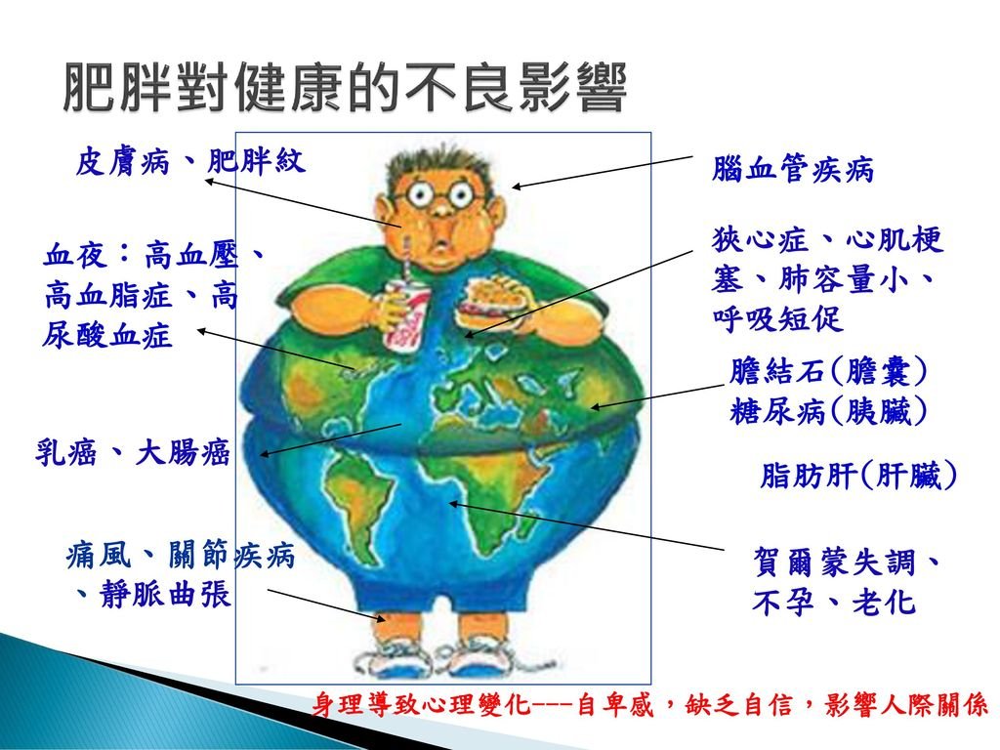 肥胖對健康的不良影響
皮膚病、肥胖紋
腦血管疾病
血夜：高血壓、
高血脂症、高
尿酸血症
狹心症、心肌梗
塞、肺容量小、
呼吸短促
膽結石(膽囊)
糖尿病(胰臟)
乳癌、大腸癌
脂肪肝(肝臟)
痛風、關節疾病
、靜脈曲張
賀爾蒙失調、
不孕、老化
身理導致心理變化---自卑感，缺乏自信，影響人際關係